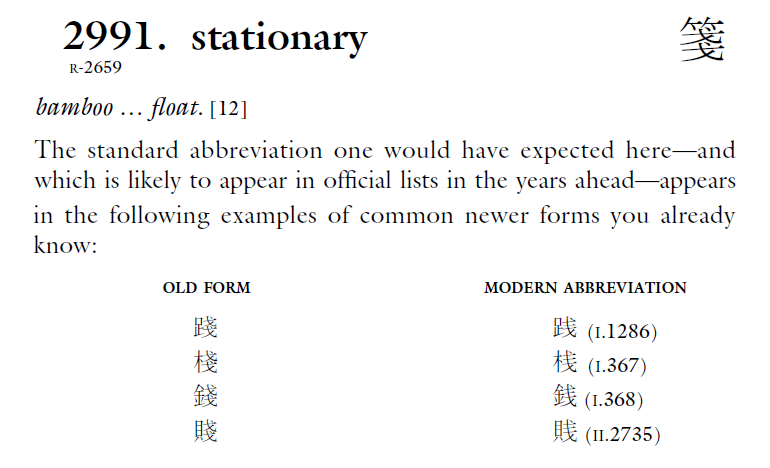 2991. stationary 箋
R-2659
bamboo … float. [12]
The standard abbreviation one would have expected here—and
which is likely to appear in official lists in the years ahead—appears
in the following examples of common newer forms you already
know:
OLD FORM MODERN ABBREVIATION
踐 践 (I.1286)
棧 桟 (I.367)
錢 銭 (I.368)
賤 賎 (II.2735)